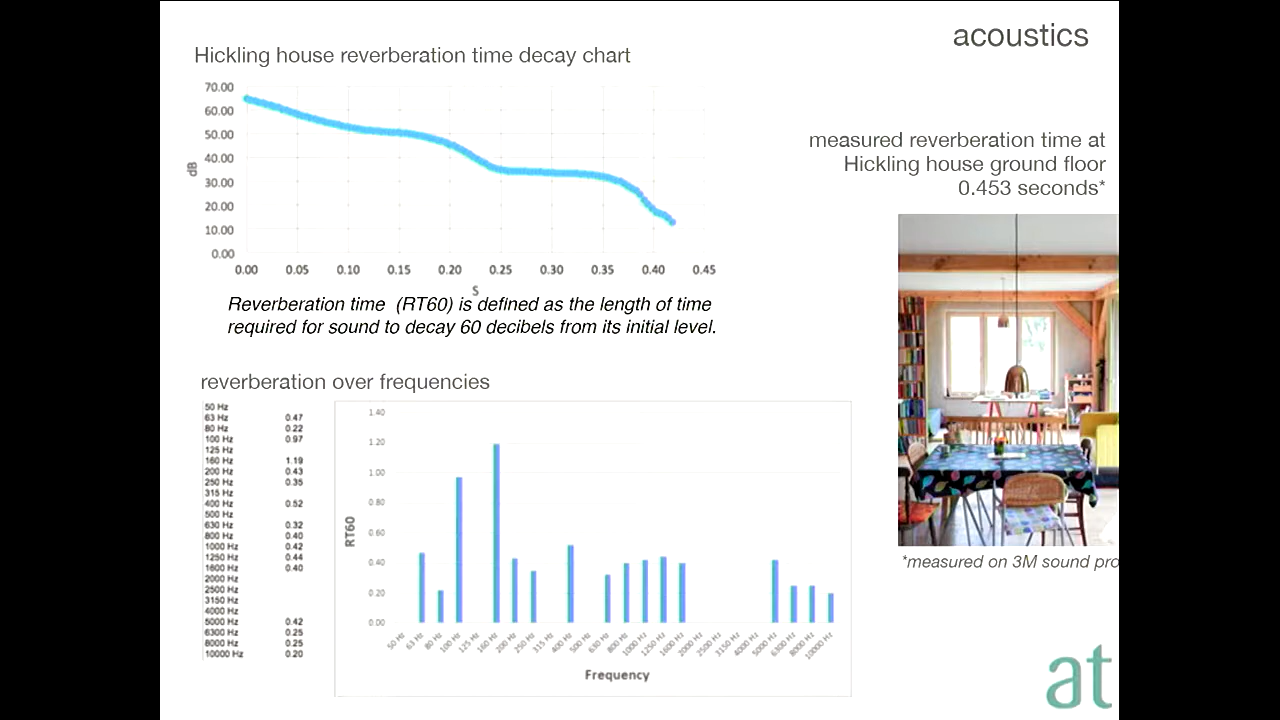 acoustics
Hickling house reverberation time decay chart
70.00
60.00
50.00
40.00
30.00
20.00
10.00
0.00
dB
0.00 0.05 0.10 0.15 0.20 0.25 0.30 0.35 0.40 0.45
S
Reverberation time (RT60) is defined as the length of time
required for sound to decay 60 decibels from its initial level.
measured reverberation time at
Hickling house ground floor
0.453 seconds*
*measured on 3M sound pro
reverberation over frequencies
50 Hz
63 Hz 0.47
80 Hz 0.22
100 Hz 0.97
125 Hz
160 Hz 1.19
200 Hz 0.43
250 Hz 0.35
315 Hz
400 Hz 0.52
500 Hz
630 Hz 0.32
800 Hz 0.40
1000 Hz 0.42
1250 Hz 0.44
1600 Hz 0.40
2000 Hz
2500 Hz
3150 Hz
4000 Hz
5000 Hz 0.42
6300 Hz 0.25
8000 Hz 0.25
10000 Hz 0.20
1.40
1.20
1.00
0.80
0.60
0.40
0.20
0.00
RT60
50 Hz 63 Hz 80 Hz 100 Hz 125 Hz 160 Hz 200 Hz 250 Hz 315 Hz 400 Hz 500 Hz 630 Hz 800 Hz 1000 Hz 1250 Hz 1600 Hz 2000 Hz 2500 Hz 3150 Hz 4000 Hz 5000 Hz 6300 Hz 8000 Hz 10000 Hz
Frequency
at